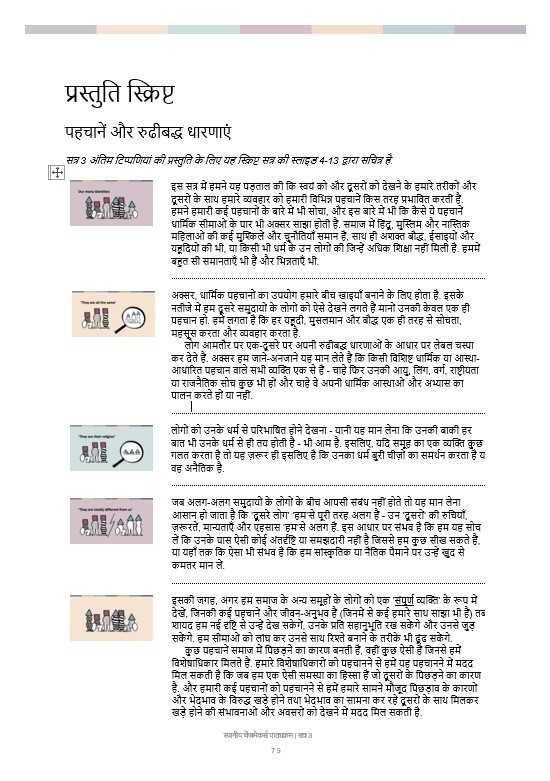 प्रस्तुति स्क्रिप्ट
पहचानें और रुढीबद्ध धारणाएं
सत्र 3 अंतिम टिप्पणियां की प्रस्तुति के लिए यह स्क्रिप्ट सत्र की स्लाइड 4-13 द्वारा सचित्र है:
Our many identities
इस सत्र में हमने यह पड़ताल की कि स्वयं को और दूसरों को देखने के हमारे तरीकों और
दूसरों के साथ हमारे व्यवहार को हमारी विभिन्न पहचाने किस तरह प्रभावित करती हैं.
हमने हमारी कई पहचानों के बारे में भी सोचा, और इस बारे में भी कि कैसे ये पहचाने
धार्मिक सीमाओं के पार भी अक्सर साझा होती है. समाज में हिंदू, मुस्लिम और नास्तिक
महिलाओं की कई मुश्किलें और चुनौतियाँ समान हैं, साथ ही अशक्त बौद्ध, ईसाइयों और
यहूदियों की भी, या किसी भी धर्म के उन लोगों की जिन्हें अधिक शिक्षा नहीं मिली है. हममें
बहुत सी समानताएँ भी हैं और भिन्नताएँ भी.
"They are all the same"
अक्सर, धार्मिक पहचानों का उपयोग हमारे बीच खाइयाँ बनाने के लिए होता है. इसके
नतीजे में हम दूसरे समुदायों के लोगों को ऐसे देखने लगते हैं मानों उनकी केवल एक ही
पहचान हो. हमें लगता है कि हर यहूदी, मुसलमान और बौद्ध एक ही तरह से सोचता,
महसूस करता और व्यवहार करता है.
लोग आमतौर पर एक-दूसरे पर अपनी रुढीबद्ध धारणाओं के आधार पर लेबल चस्पा
कर देते हैं. अक्सर हम जाने-अनजाने यह मान लेते हैं कि किसी विशिष्ट धार्मिक या आस्था-
आधारित पहचान वाले सभी व्यक्ति एक से हैं - चाहे फिर उनकी आयु, लिंग, वर्ग, राष्ट्रीयता
या राजनैतिक सोच कुछ भी हो और चाहे वे अपनी धार्मिक आस्थाओं और अभ्यास का
पालन करते हों या नहीं.
"They are their religion"
लोगों को उनके धर्म से परिभाषित होने देखना - यानी यह मान लेना कि उनकी बाकी हर
बात भी उनके धर्म से ही तय होती है - भी आम है. इसलिए, यदि समूह का एक व्यक्ति कुछ
गलत करता है तो यह ज़रूर ही इसलिए है कि उनका धर्म बुरी चीज़ों का समर्थन करता है य
वह अनैतिक है.
"They are totally different from us"
जब अलग-अलग समुदायों के लोगों के बीच आपसी संबंध नहीं होते तो यह मान लेना
आसान हो जाता है कि 'दूसरे लोग' 'हम'से पूरी तरह अलग हैं - उन 'दूसरों' की रुचियाँ,
ज़रूरतें, मान्यताएँ और एहसास 'हम'से अलग हैं. इस आधार पर संभव है कि हम यह सोच
लें कि उनके पास ऐसी कोई अंतर्दृष्टि या समझदारी नहीं है जिससे हम कुछ सीख सकते हैं,
या यहाँ तक कि ऐसा भी संभव है कि हम सांस्कृतिक या नैतिक पैमाने पर उन्हें खुद से
कमतर मान लें.
इसकी जगह, अगर हम समाज के अन्य समूहों के लोगों को एक 'संपूर्ण व्यक्ति' के रूप में
देखें, जिनकी कई पहचानें और जीवन-अनुभव हैं (जिनमें से कई हमारे साथ साझा भी हैं) तब
शायद हम नई दृष्टि से उन्हें देख सकेंगे, उनके प्रति सहानुभूति रख सकेंगे और उनसे जुड़
सकेंगे. हम सीमाओं को लांघ कर उनसे साथ रिश्ते बनाने के तरीके भी ढूंढ सकेंगे.
कुछ पहचानें समाज में पिछड़ने का कारण बनती हैं, वहीं कुछ ऐसी हैं जिनसे हमें
विशेषाधिकार मिलते हैं. हमारे विशेषाधिकारों को पहचानने से हमें यह पहचानने में मदद
मिल सकती है कि जब हम एक ऐसी समस्या का हिस्सा हैं जो दूसरों के पिछड़ने का कारण
है. और हमारी कई पहचानों को पहचानने से हमें हमारे सामने मौजूद पिछड़ाव के कारणों
और भेदभाव के विरुद्ध खड़े होने तथा भेदभाव का सामना कर रहे दूसरों के साथ मिलकर
खड़े होने की संभावनाओं और अवसरों को देखने में मदद मिल सकती है.
स्थानीय चेंजमेकर्स पाठ्यक्रम | सत्र 3
75